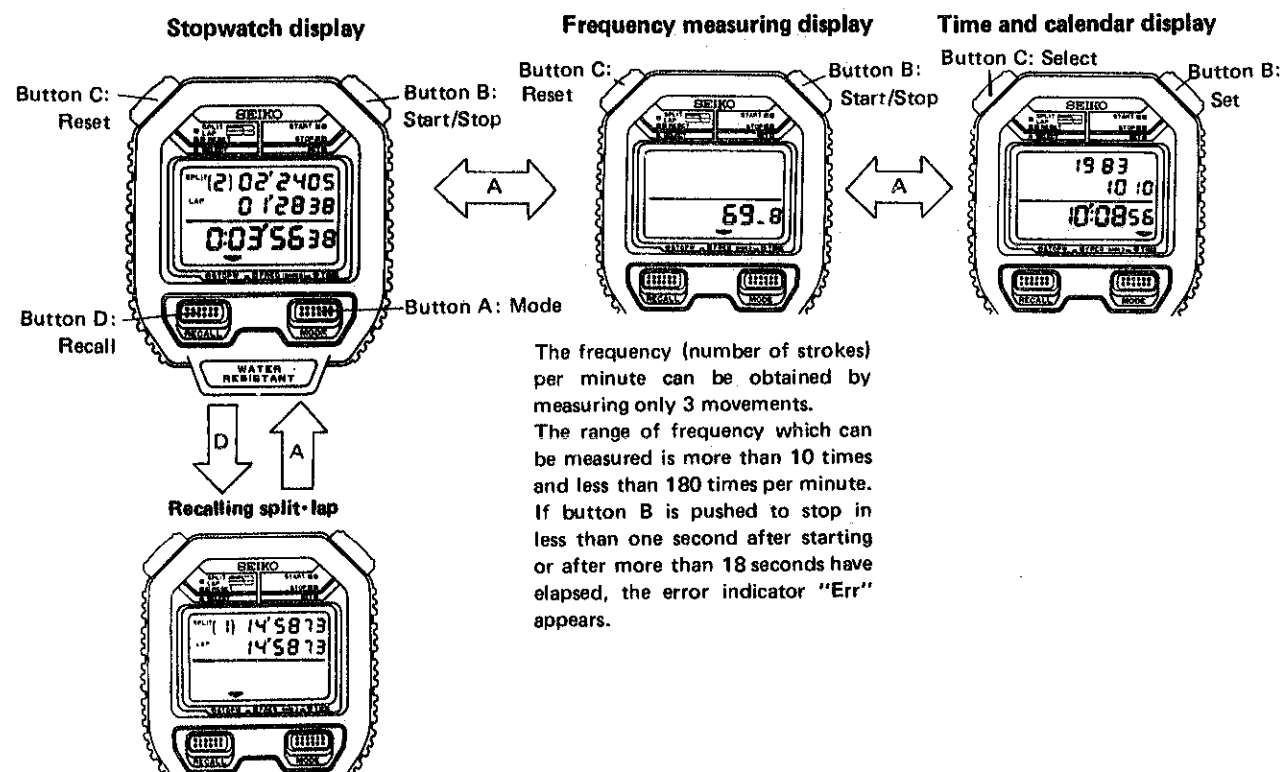 Stopwatch display
Button C:
Reset
Button B:
Start/Stop
SEIKO
SPLIT
LAP
START
STOP
SPLIT (2) 02'2405
LAP 01'2838
0:03'5638
RECALL
MODE
Button D:
Recall
Button A: Mode
WATER
RESISTANT
A
Frequency measuring display
Button C:
Reset
Button B:
Start/Stop
SEIKO
69.8
RECALL
MODE
A
Time and calendar display
Button C: Select
Button B:
Set
SEIKO
1983
10 10
10'0856
RECALL
MODE
The frequency (number of strokes)
per minute can be obtained by
measuring only 3 movements.
The range of frequency which can
be measured is more than 10 times
and less than 180 times per minute.
If button B is pushed to stop in
less than one second after starting
or after more than 18 seconds have
elapsed, the error indicator "Err"
appears.
D
A
Recalling split·lap
SEIKO
SPLIT (1) 14'5873
LAP 14'5873
RECALL
MODE